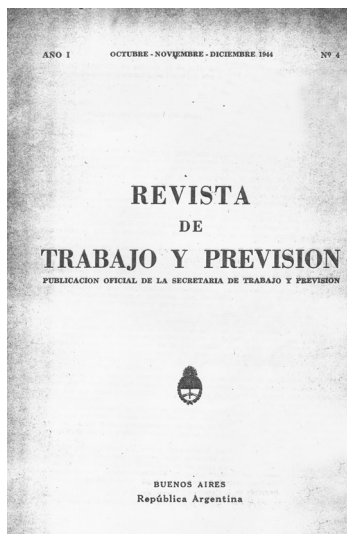 AÑO I OCTUBRE - NOVIEMBRE - DICIEMBRE 1944 Nº 4
REVISTA
DE
TRABAJO Y PREVISION
PUBLICACION OFICIAL DE LA SECRETARIA DE TRABAJO Y PREVISION
BUENOS AIRES
República Argentina